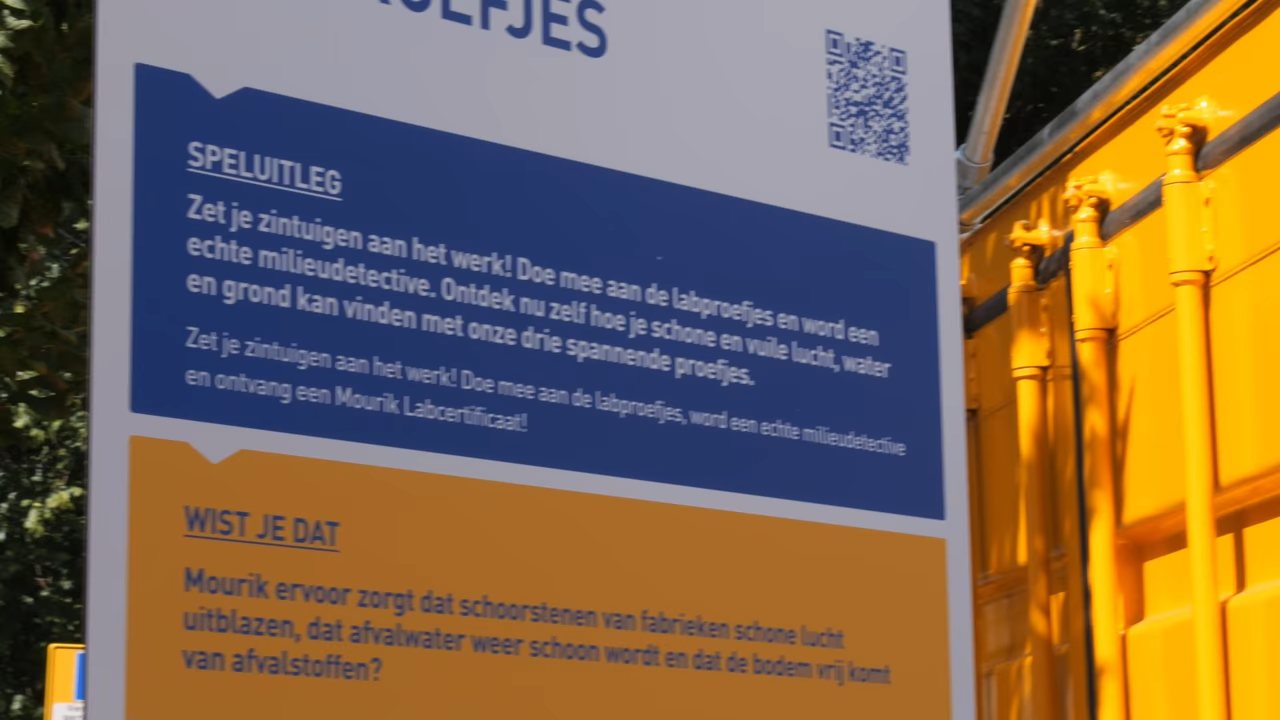 SPELUITLEG
Zet je zintuigen aan het werk! Doe mee aan de labproefjes en word een
echte milieudetective. Ontdek nu zelf hoe je schone en vuile lucht, water
en grond kan vinden met onze drie spannende proefjes.
Zet je zintuigen aan het werk! Doe mee aan de labproefjes, word een echte milieudetective
en ontvang een Mourik Labcertificaat!
WIST JE DAT
Mourik ervoor zorgt dat schoorstenen van fabrieken schone lucht
uitblazen, dat afvalwater weer schoon wordt en dat de bodem vrij komt
van afvalstoffen?